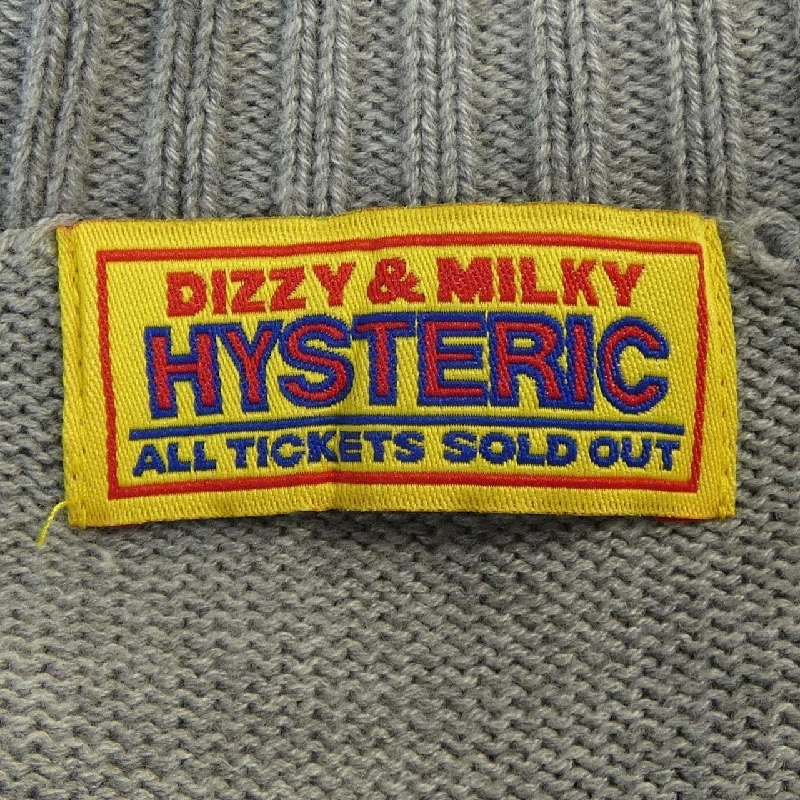 DIZZY & MILKY
HYSTERIC
ALL TICKETS SOLD OUT